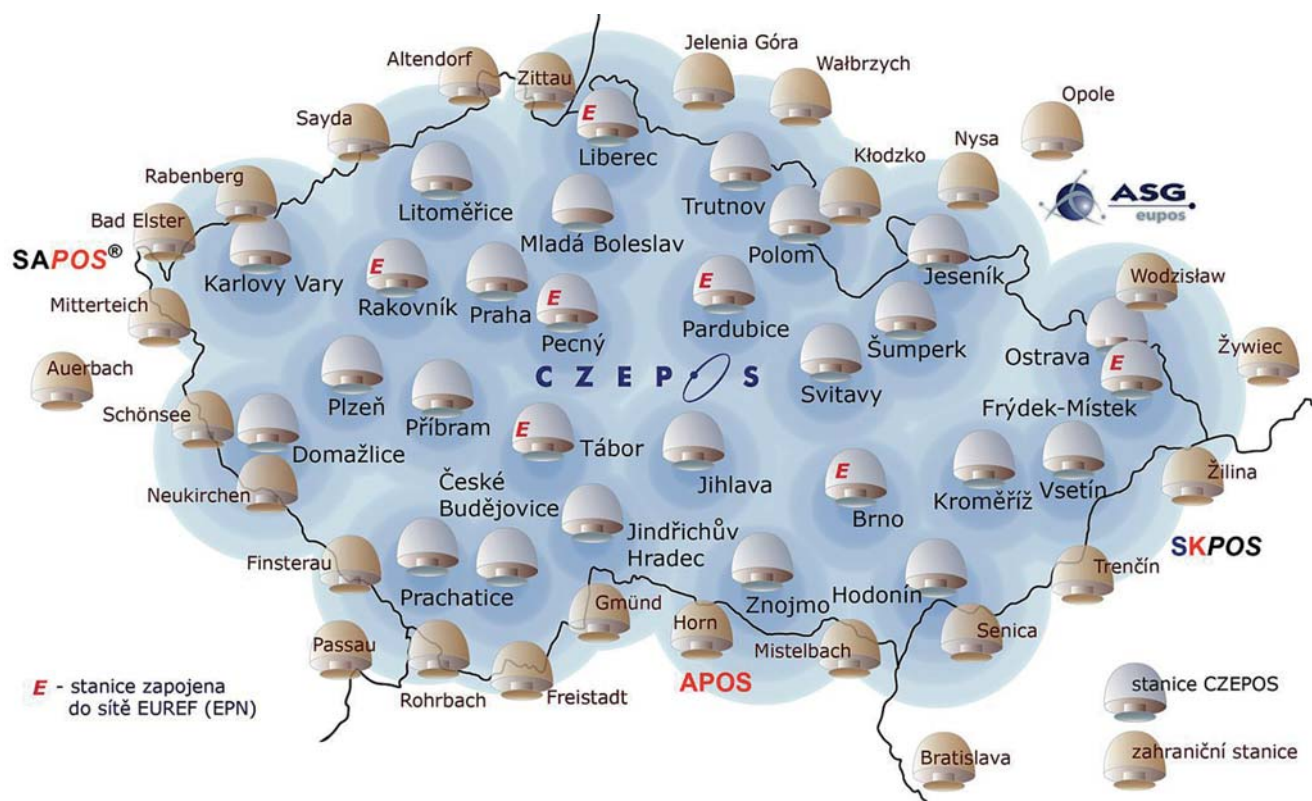 Jelenia Góra
Altendorf
Wałbrzych
Zittau
Opole
Sayda
E
Liberec
Nysa
Kłodzko
Rabenberg
ASG
eupos
Litoměřice
Trutnov
Bad Elster
Mladá Boleslav
Polom
SAPOS®
Jeseník
Wodzisław
E
E
Karlovy Vary
Rakovník
Praha
E
Mitterteich
Pecný
Pardubice
Šumperk
Ostrava
Żywiec
Auerbach
E
CZEPOS
Svitavy
Frýdek-Místek
Plzeň
Schönsee
Příbram
E
Tábor
Domažlice
Jihlava
E
Žilina
Neukirchen
České
Budějovice
Brno
Kroměříž
Vsetín
Jindřichův
Hradec
SKPOS
Finsterau
Trenčín
Prachatice
Gmünd
Znojmo
Hodonín
Horn
Senica
Passau
Mistelbach
E - stanice zapojena
do sítě EUREF (EPN)
APOS
stanice CZEPOS
Rohrbach
Freistadt
Bratislava
zahraniční stanice